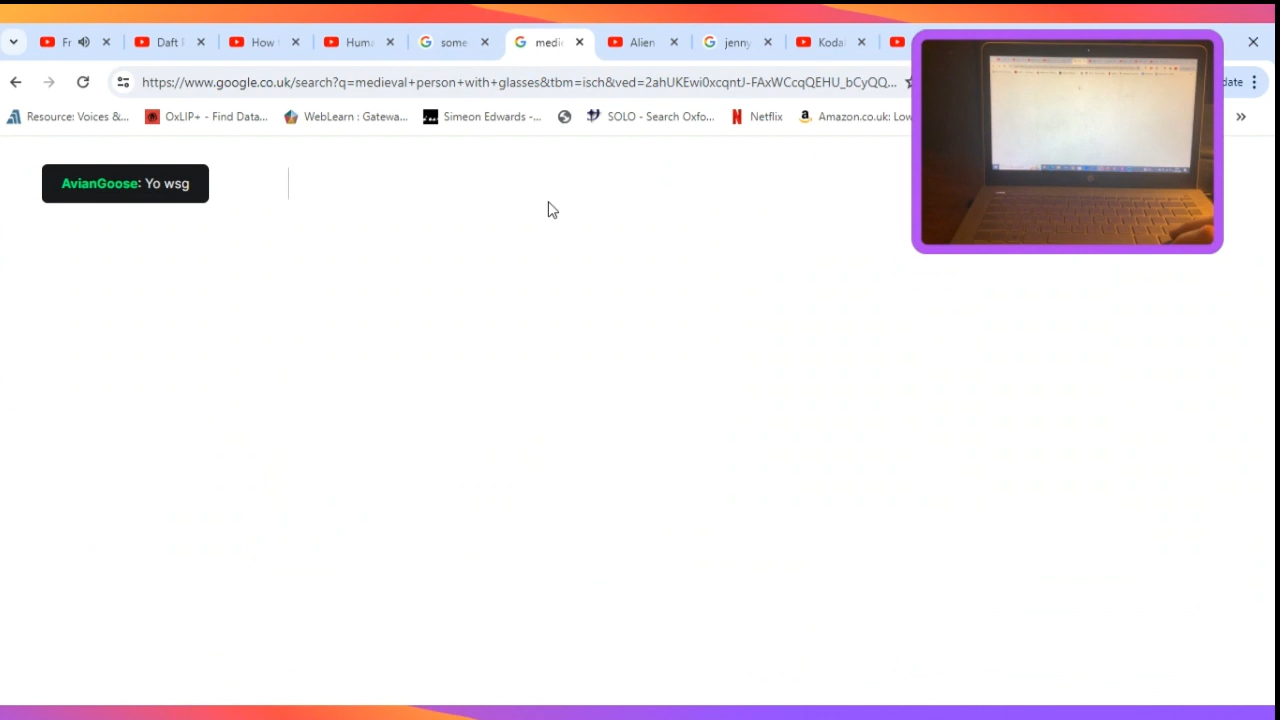 Fr
Daft
How
Huma
some
medie
Alien
jenny
Koda
https://www.google.co.uk/search?q=medieval+person+with+glasses&tbm=isch&ved=2ahUKEwi0xcqntJ-FAxWCcqQEHU_bCyQQ...
date
Resource: Voices &...
OxLIP+ - Find Data...
WebLearn : Gatewa...
Simeon Edwards -...
SOLO - Search Oxfo...
Netflix
Amazon.co.uk: Low
AvianGoose: Yo wsg